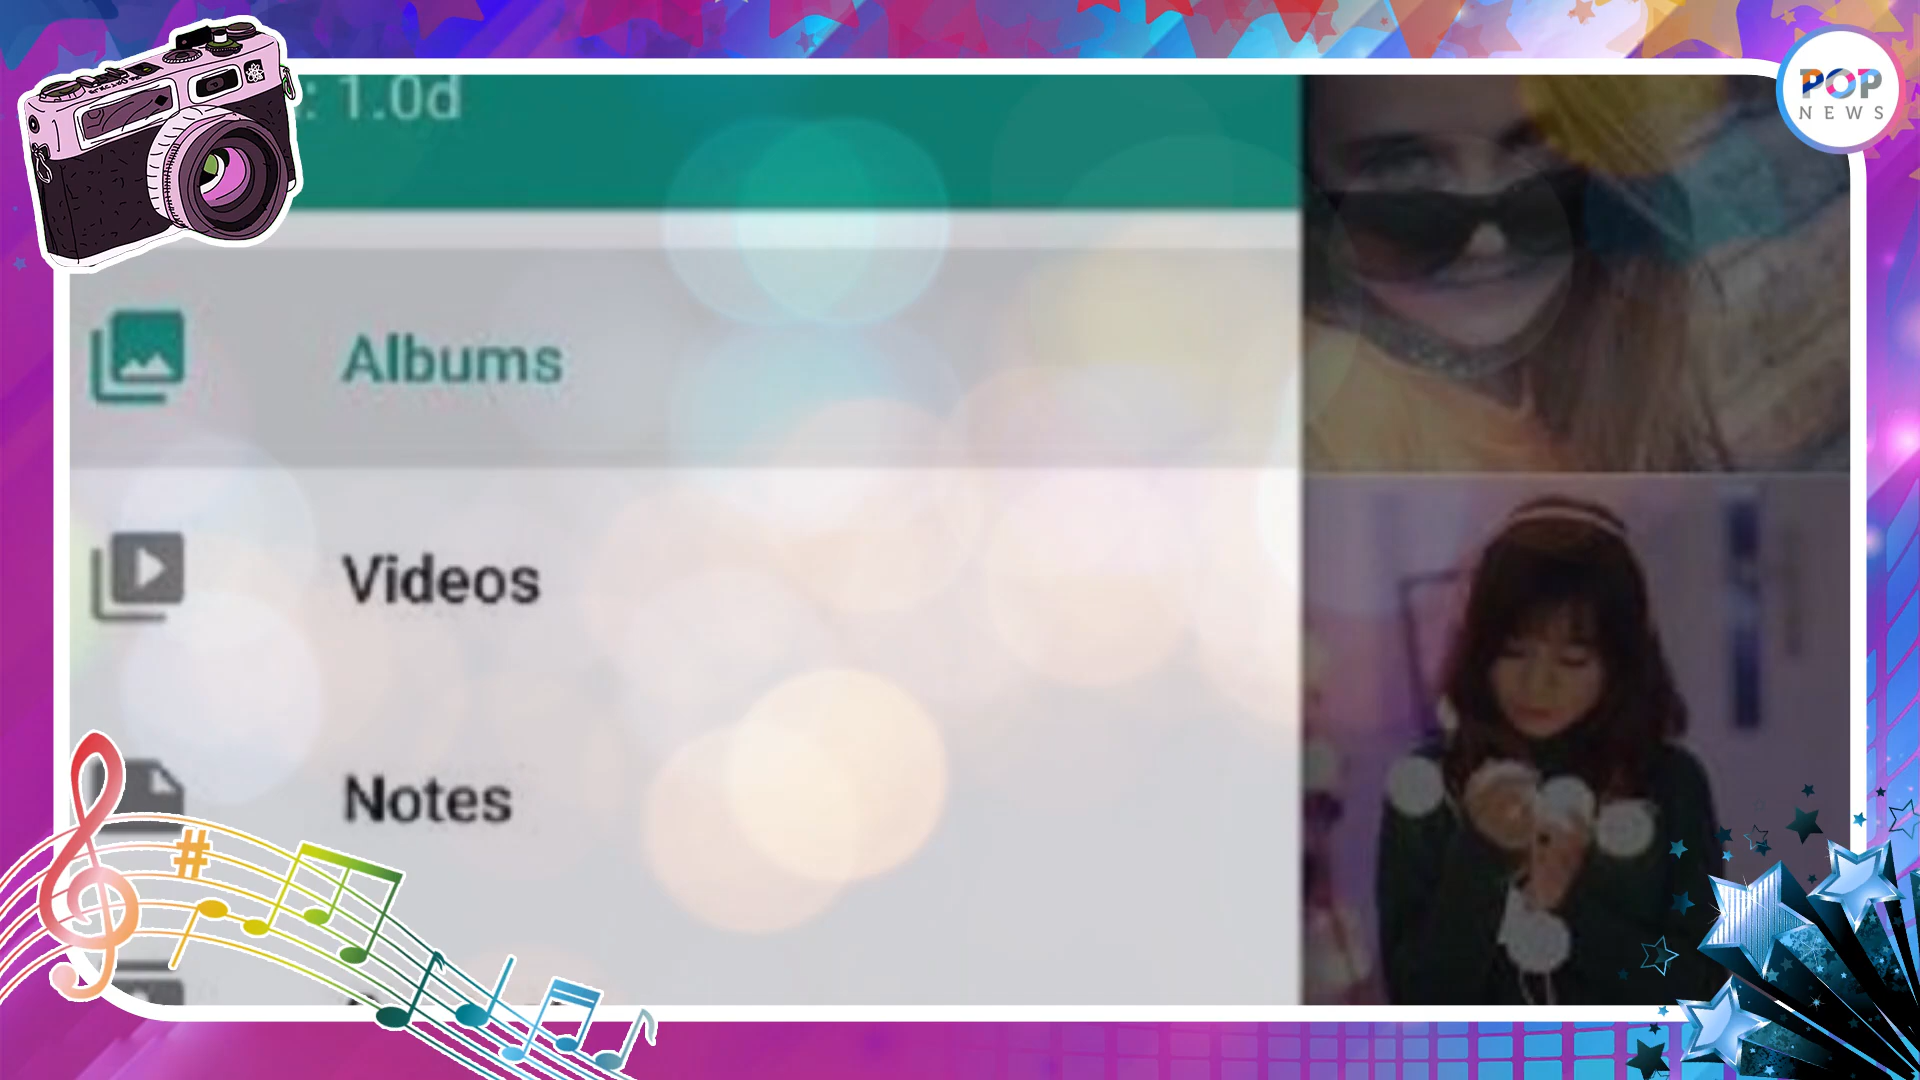 : 1.0d
POP
NEWS
Albums
Videos
Notes